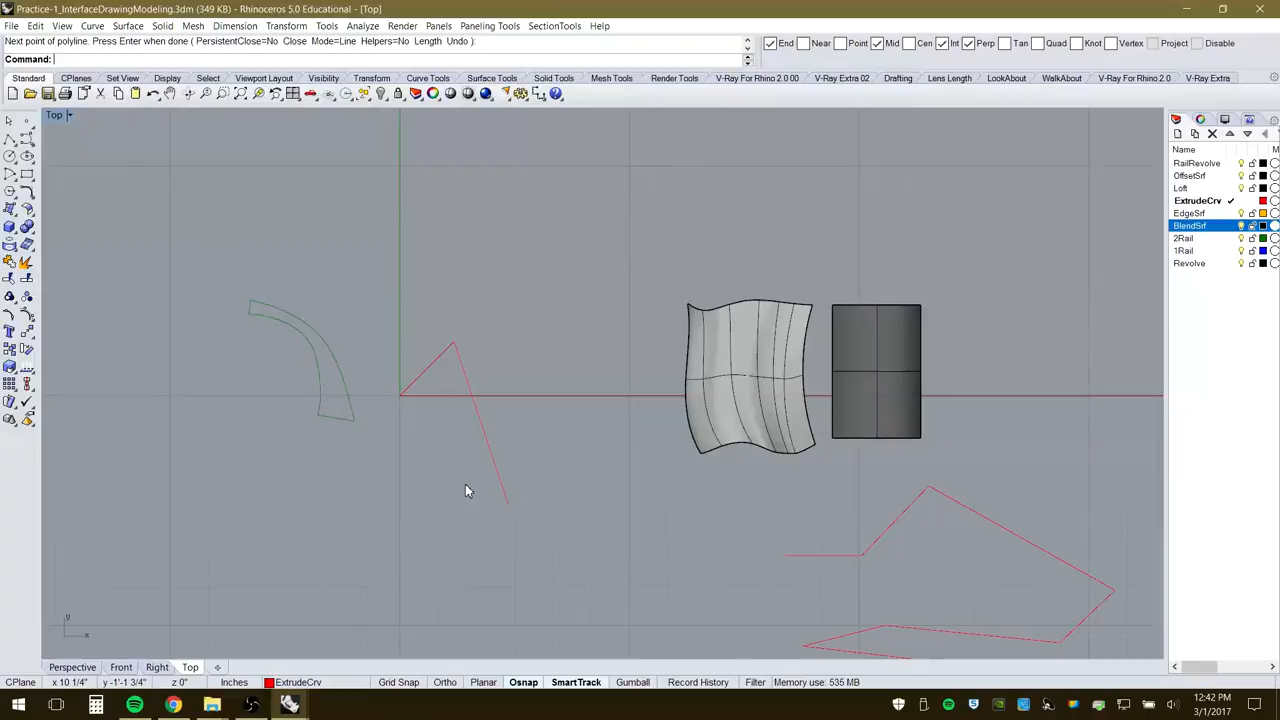 Practice-1_InterfaceDrawingModeling.3dm (349 KB) - Rhinoceros 5.0 Educational - [Top]
File Edit View Curve Surface Solid Mesh Dimension Transform Tools Analyze Render Panels Paneling Tools SectionTools Help
Next point of polyline. Press Enter when done ( PersistentClose=No Close Mode=Line Helpers=No Length Undo ):
Command:
End Near Point Mid Cen Int Perp Tan Quad Knot Vertex Project Disable
Standard CPlanes Set View Display Select Viewport Layout Visibility Transform Curve Tools Surface Tools Solid Tools Mesh Tools Render Tools V-Ray For Rhino 2.0 00 V-Ray Extra 02 Drafting Lens Length LookAbout WalkAbout V-Ray For Rhino 2.0 V-Ray Extra
Top
Name M
RailRevolve
OffsetSrf
Loft
ExtrudeCrv
EdgeSrf
BlendSrf
2Rail
1Rail
Revolve
y
x
Perspective Front Right Top
CPlane x 10 1/4" y -1'-1 3/4" z 0" Inches ExtrudeCrv Grid Snap Ortho Planar Osnap SmartTrack Gumball Record History Filter Memory use: 535 MB
12:42 PM
3/1/2017